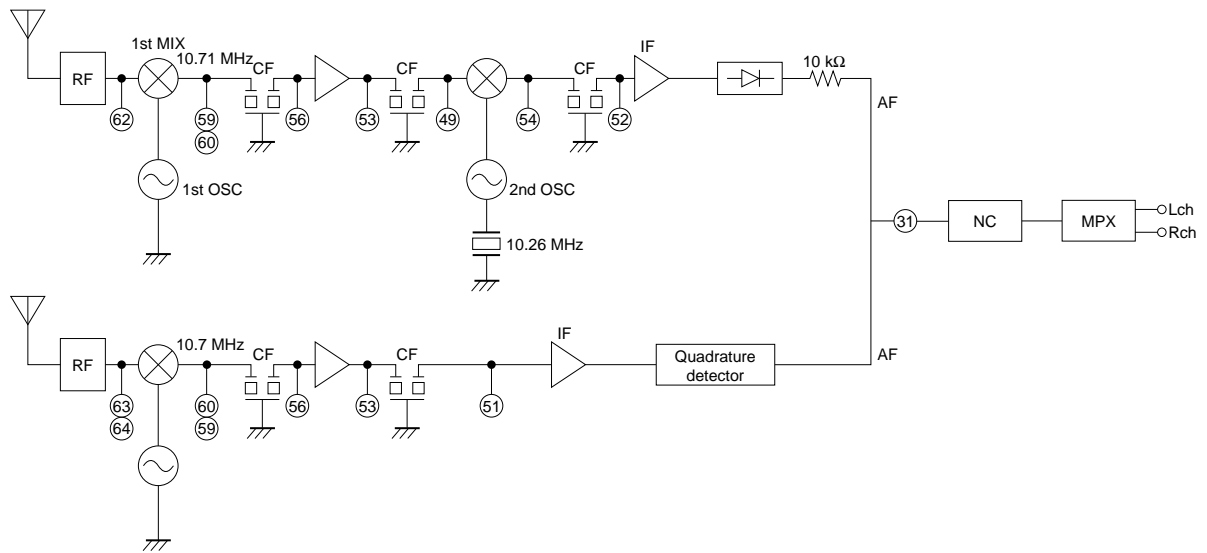 1st MIX
RF
10.71 MHz
CF
CF
IF
10 kΩ
AF
62
59
60
56
53
49
54
52
1st OSC
2nd OSC
10.26 MHz
31
NC
MPX
Lch
Rch
RF
10.7 MHz
CF
CF
IF
Quadrature
detector
AF
63
64
60
59
56
53
51